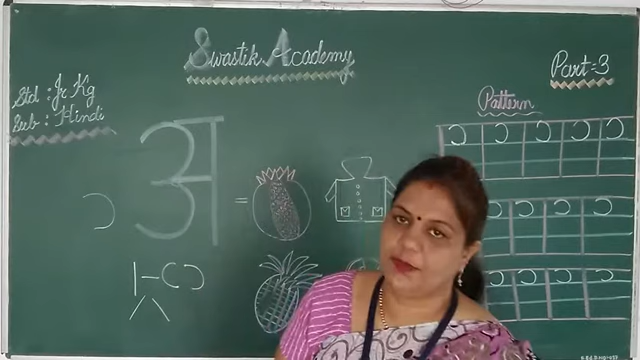 Swastik Academy
Part-3
Std : Jr Kg
Sub : Hindi
Pattern
अ =